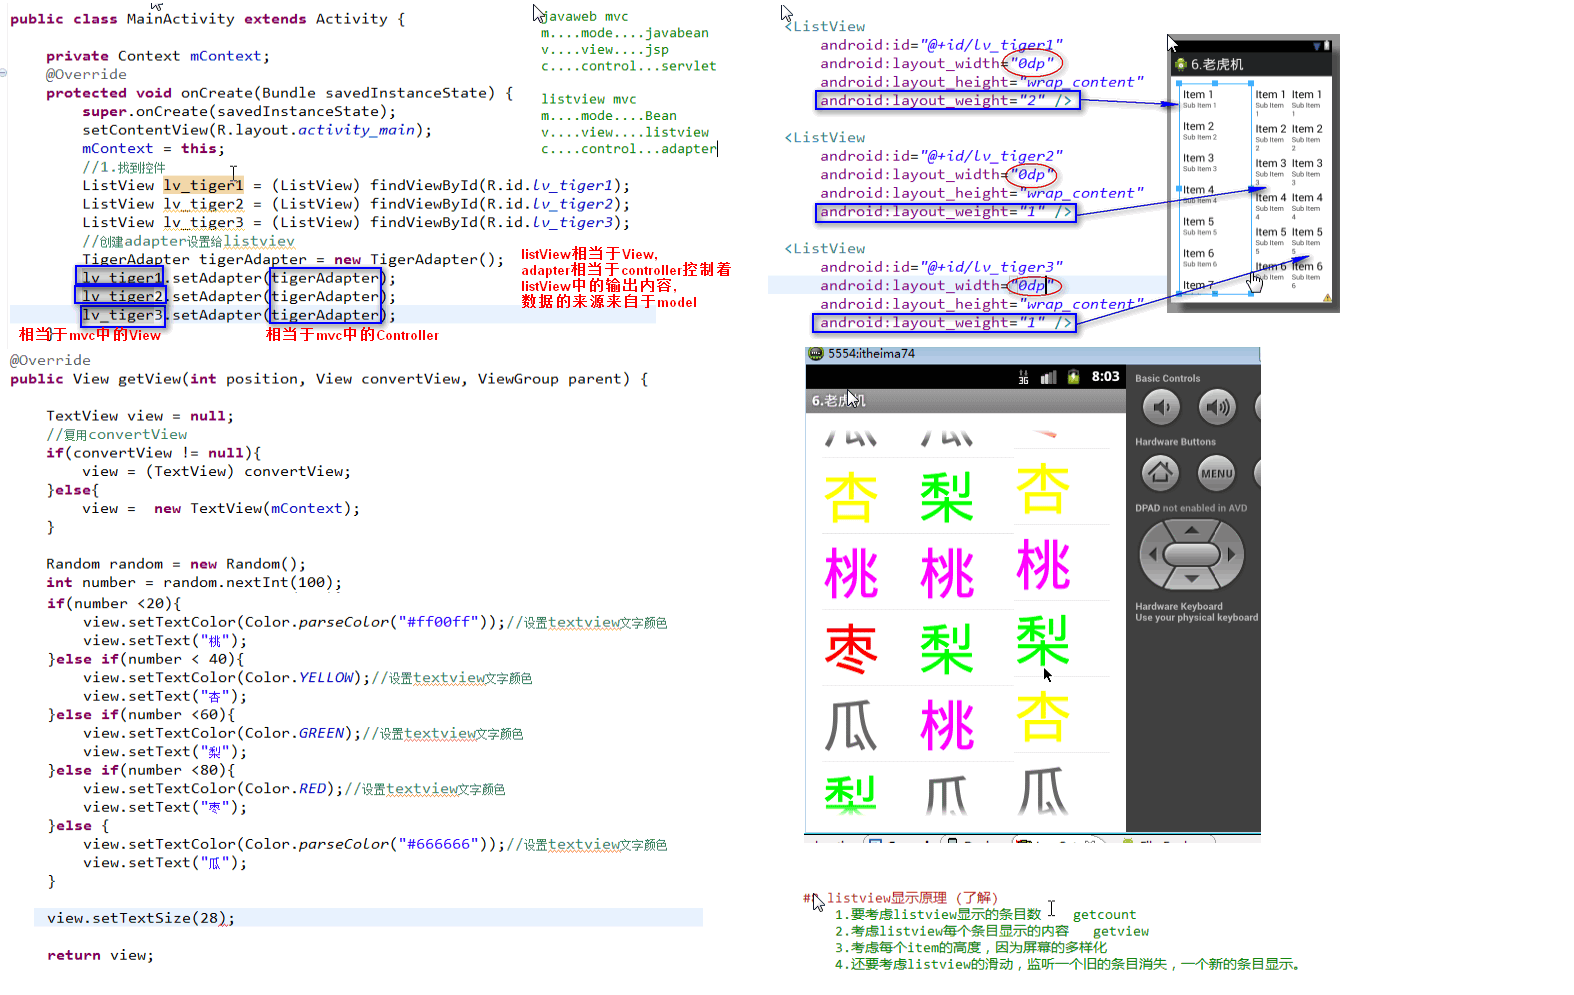 public class MainActivity extends Activity {
private Context mContext;
@Override
protected void onCreate(Bundle savedInstanceState) {
super.onCreate(savedInstanceState);
setContentView(R.layout.activity_main);
mContext = this;
//1.找到控件
ListView lv_tiger1 = (ListView) findViewById(R.id.lv_tiger1);
ListView lv_tiger2 = (ListView) findViewById(R.id.lv_tiger2);
ListView lv_tiger3 = (ListView) findViewById(R.id.lv_tiger3);
//创建adapter设置给listviev
TigerAdapter tigerAdapter = new TigerAdapter();
lv_tiger1.setAdapter(tigerAdapter);
lv_tiger2.setAdapter(tigerAdapter);
lv_tiger3.setAdapter(tigerAdapter);
相当于mvc中的View
相当于mvc中的Controller
javaweb mvc
m....mode....javabean
v....view....jsp
c....control...servlet
listview mvc
m....mode....Bean
v....view....listview
c....control...adapter
listView相当于View,
adapter相当于controller控制着
listView中的输出内容,
数据的来源来自于model
@Override
public View getView(int position, View convertView, ViewGroup parent) {
TextView view = null;
//复用convertView
if(convertView != null){
view = (TextView) convertView;
}else{
view =  new TextView(mContext);
}
Random random = new Random();
int number = random.nextInt(100);
if(number <20){
view.setTextColor(Color.parseColor("#ff00ff"));//设置textview文字颜色
view.setText("桃");
}else if(number < 40){
view.setTextColor(Color.YELLOW);//设置textview文字颜色
view.setText("杏");
}else if(number <60){
view.setTextColor(Color.GREEN);//设置textview文字颜色
view.setText("梨");
}else if(number <80){
view.setTextColor(Color.RED);//设置textview文字颜色
view.setText("枣");
}else {
view.setTextColor(Color.parseColor("#666666"));//设置textview文字颜色
view.setText("瓜");
}
view.setTextSize(28);
return view;
<ListView
android:id="@+id/lv_tiger1"
android:layout_width="0dp"
android:layout_height="wrap_content"
android:layout_weight="2" />
<ListView
android:id="@+id/lv_tiger2"
android:layout_width="0dp"
android:layout_height="wrap_content"
android:layout_weight="1" />
<ListView
android:id="@+id/lv_tiger3"
android:layout_width="0dp"
android:layout_height="wrap_content"
android:layout_weight="1" />
6.老虎机
Item 1 Item 1 Item 1
Sub Item 1 Sub Item 1 Sub Item 1
Item 2 Item 2 Item 2
Sub Item 2 Sub Item 2 Sub Item 2
Item 3 Item 3 Item 3
Sub Item 3 Sub Item 3 Sub Item 3
Item 4 Item 4 Item 4
Sub Item 4 Sub Item 4 Sub Item 4
Item 5 Item 5 Item 5
Sub Item 5 Sub Item 5 Sub Item 5
Item 6 Item 6 Item 6
Sub Item 6 Sub Item 6 Sub Item 6
Item 7
5554:itheima74
3G 8:03
6.老虎机
瓜 瓜
杏 梨 杏
桃 桃 桃
枣 梨 梨
瓜 桃 杏
梨 瓜 瓜
Basic Controls
Hardware Buttons
MENU
DPAD not enabled in AVD
Hardware Keyboard
Use your physical keyboard
listview显示原理 (了解)
1.要考虑listview显示的条目数 getcount
2.考虑listview每个条目显示的内容 getview
3.考虑每个item的高度，因为屏幕的多样化
4.还要考虑listview的滑动，监听一个旧的条目消失，一个新的条目显示。